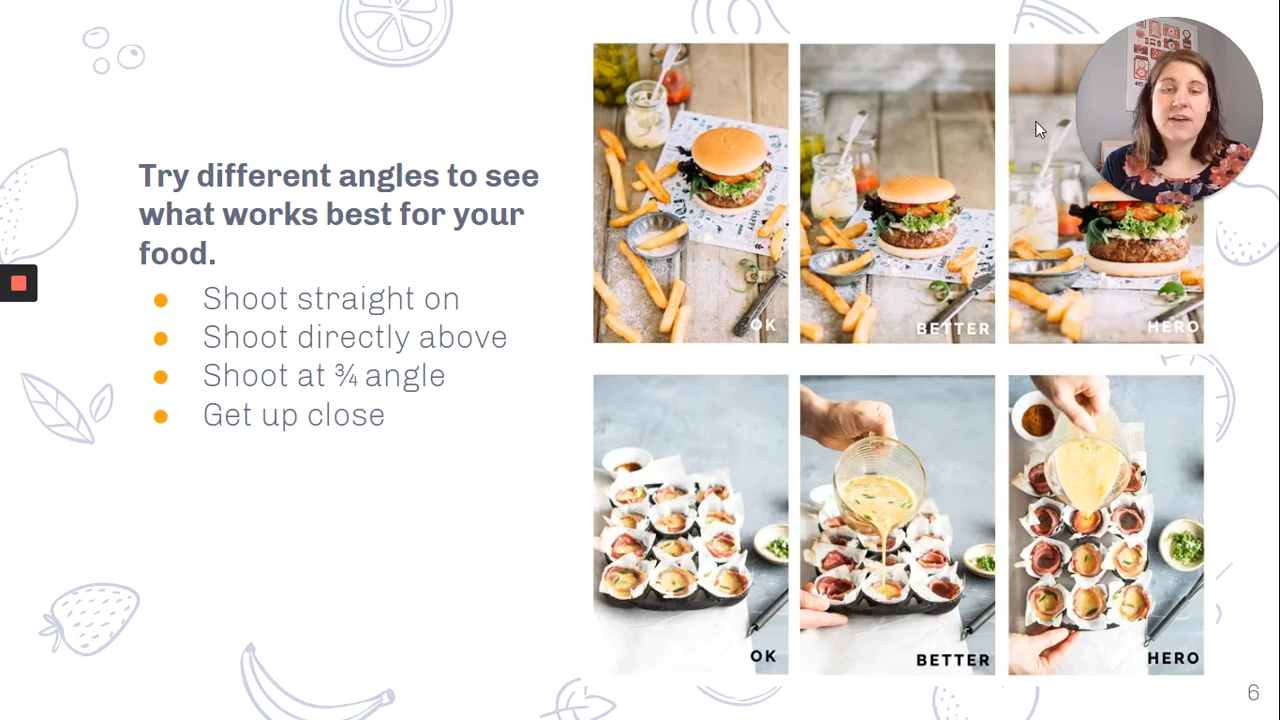 Try different angles to see
what works best for your
food.
● Shoot straight on
● Shoot directly above
● Shoot at ¾ angle
● Get up close
OK
BETTER
HERO
OK
BETTER
HERO
6